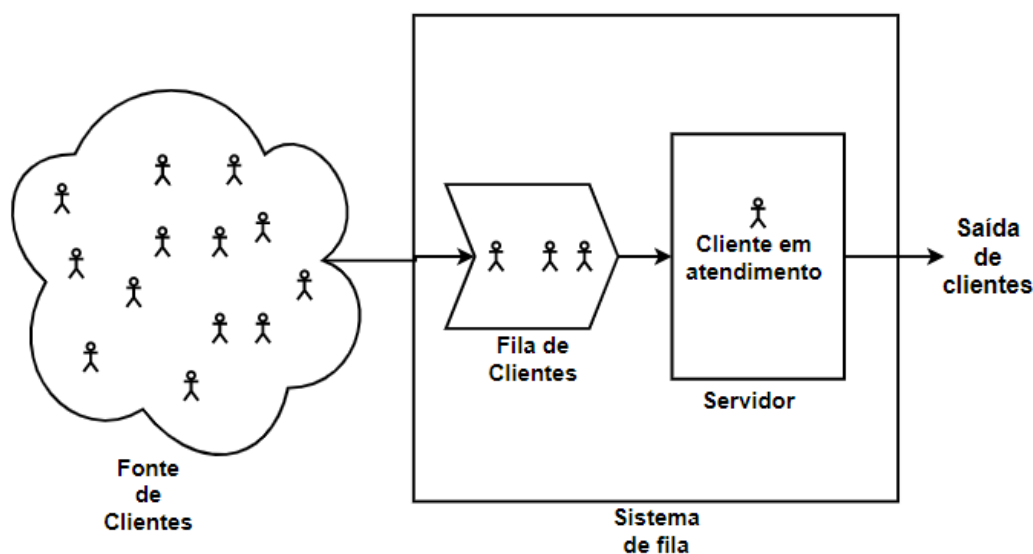 Fonte
de
Clientes
Fila de
Clientes
Cliente em
atendimento
Servidor
Sistema
de fila
Saída
de
clientes